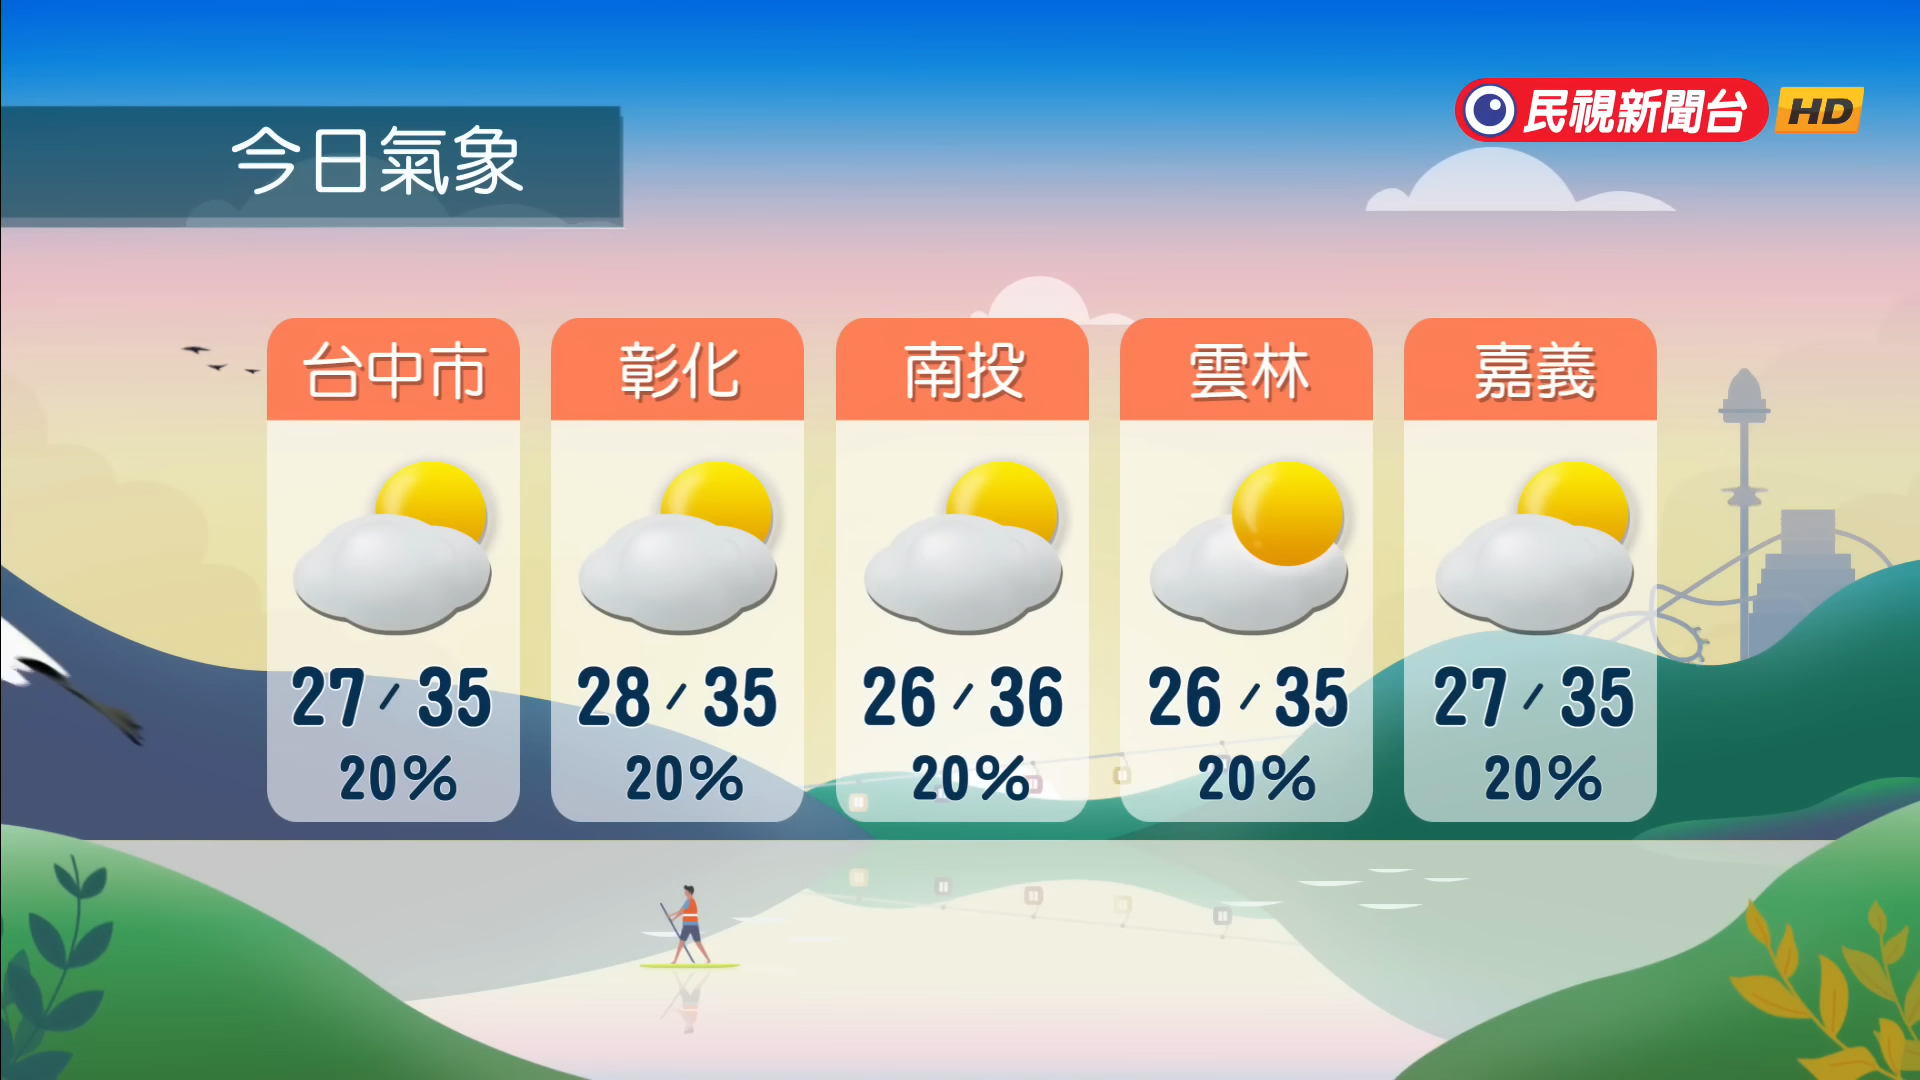 民視新聞台 HD
今日氣象
台中市 彰化 南投 雲林 嘉義
27/35 28/35 26/36 26/35 27/35
20% 20% 20% 20% 20%